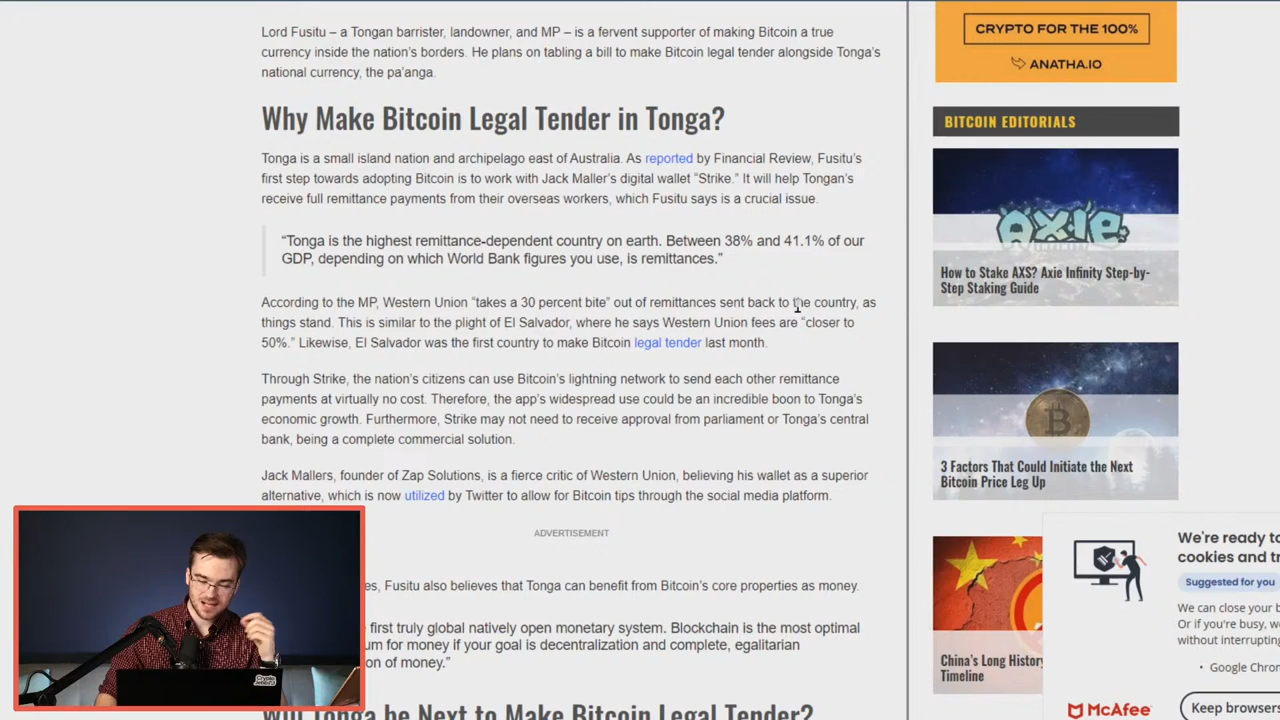 Lord Fusitu – a Tongan barrister, landowner, and MP – is a fervent supporter of making Bitcoin a true
currency inside the nation's borders. He plans on tabling a bill to make Bitcoin legal tender alongside Tonga's
national currency, the pa'anga.
Why Make Bitcoin Legal Tender in Tonga?
Tonga is a small island nation and archipelago east of Australia. As reported by Financial Review, Fusitu's
first step towards adopting Bitcoin is to work with Jack Maller's digital wallet “Strike.” It will help Tongan's
receive full remittance payments from their overseas workers, which Fusitu says is a crucial issue.
“Tonga is the highest remittance-dependent country on earth. Between 38% and 41.1% of our
GDP, depending on which World Bank figures you use, is remittances.”
According to the MP, Western Union “takes a 30 percent bite” out of remittances sent back to the country, as
things stand. This is similar to the plight of El Salvador, where he says Western Union fees are “closer to
50%.” Likewise, El Salvador was the first country to make Bitcoin legal tender last month.
Through Strike, the nation's citizens can use Bitcoin's lightning network to send each other remittance
payments at virtually no cost. Therefore, the app's widespread use could be an incredible boon to Tonga's
economic growth. Furthermore, Strike may not need to receive approval from parliament or Tonga's central
bank, being a complete commercial solution.
Jack Mallers, founder of Zap Solutions, is a fierce critic of Western Union, believing his wallet as a superior
alternative, which is now utilized by Twitter to allow for Bitcoin tips through the social media platform.
ADVERTISEMENT
es, Fusitu also believes that Tonga can benefit from Bitcoin's core properties as money.
first truly global natively open monetary system. Blockchain is the most optimal
um for money if your goal is decentralization and complete, egalitarian
on of money.”
Will Tonga be Next to Make Bitcoin Legal Tender?
CRYPTO FOR THE 100%
ANATHA.IO
BITCOIN EDITORIALS
AXIE
How to Stake AXS? Axie Infinity Step-by-
Step Staking Guide
3 Factors That Could Initiate the Next
Bitcoin Price Leg Up
China's Long History
Timeline
We're ready to
cookies and tr
Suggested for you
We can close your b
Or if you're busy, we
without interrupting
• Google Chrom
McAfee
Keep browsers